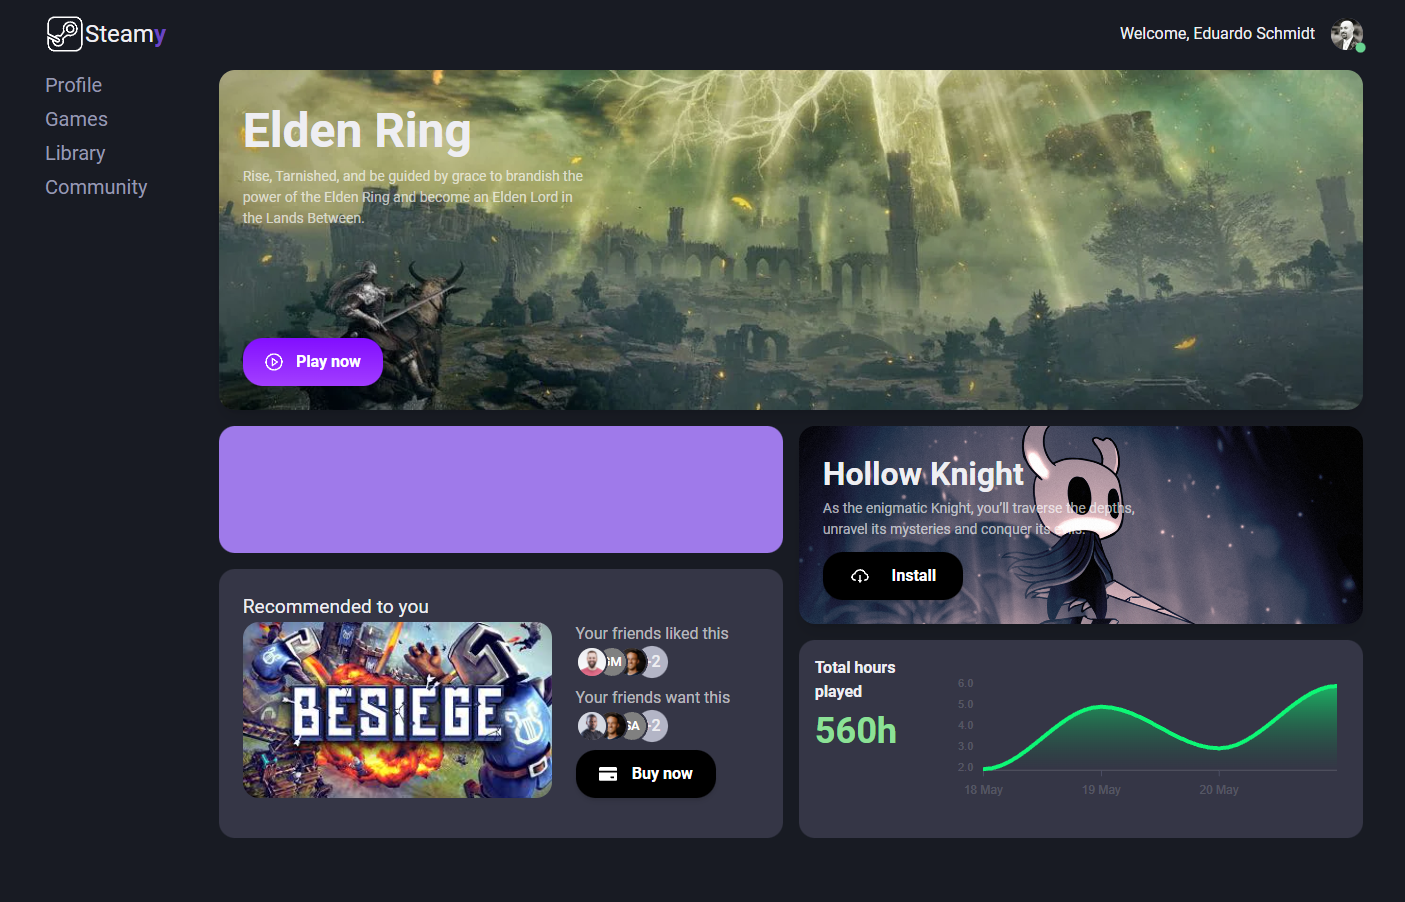 Steamy
Welcome, Eduardo Schmidt
Profile
Games
Library
Community
Elden Ring
Rise, Tarnished, and be guided by grace to brandish the
power of the Elden Ring and become an Elden Lord in
the Lands Between.
Play now
Hollow Knight
As the enigmatic Knight, you'll traverse the depths,
unravel its mysteries and conquer its
Install
Recommended to you
BESIEGE
Your friends liked this
+2
Your friends want this
+2
Buy now
Total hours
played
560h
6.0
5.0
4.0
3.0
2.0
18 May
19 May
20 May